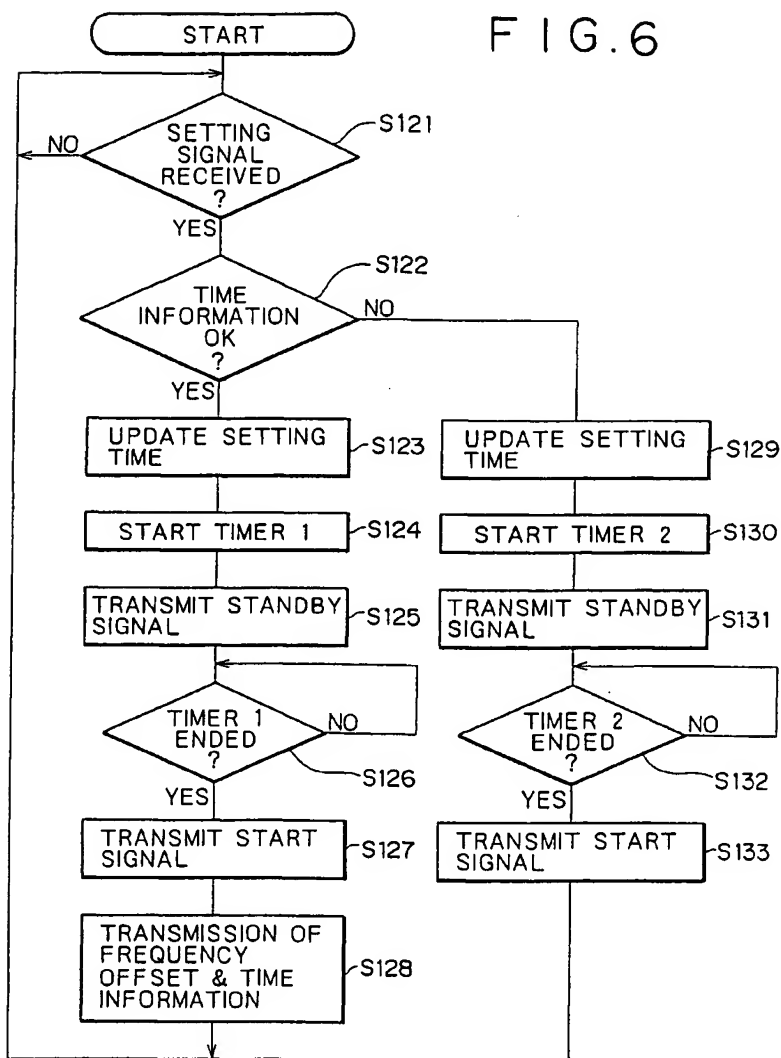 FIG.6
START
SETTING
SIGNAL
RECEIVED
?
S121
NO
YES
TIME
INFORMATION
OK
?
S122
NO
YES
UPDATE SETTING
TIME
S123
START TIMER 1
S124
TRANSMIT STANDBY
SIGNAL
S125
TIMER 1
ENDED
?
NO
S126
YES
TRANSMIT START
SIGNAL
S127
TRANSMISSION OF
FREQUENCY
OFFSET & TIME
INFORMATION
S128
UPDATE SETTING
TIME
S129
START TIMER 2
S130
TRANSMIT STANDBY
SIGNAL
S131
TIMER 2
ENDED
?
NO
S132
YES
TRANSMIT START
SIGNAL
S133